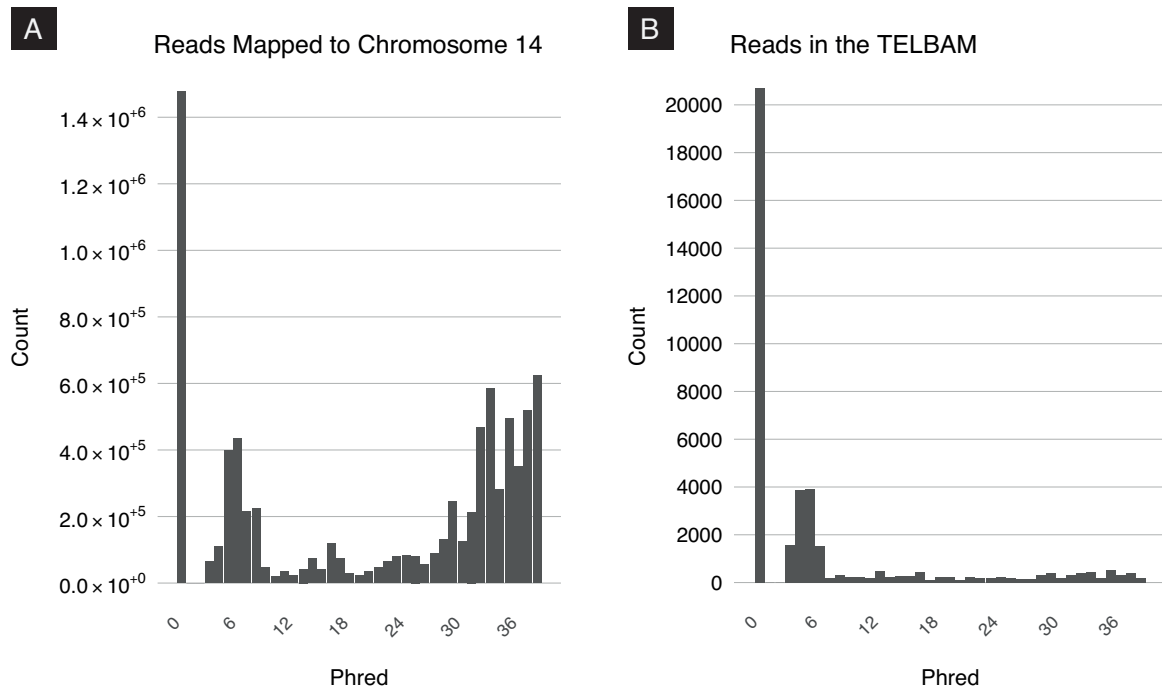 A
Reads Mapped to Chromosome 14
1.4 × 10⁺⁶
1.2 × 10⁺⁶
1.0 × 10⁺⁶
8.0 × 10⁺⁵
6.0 × 10⁺⁵
4.0 × 10⁺⁵
2.0 × 10⁺⁵
0.0 × 10⁺⁰
Count
0 6 12 18 24 30 36
Phred
B
Reads in the TELBAM
20000
18000
16000
14000
12000
10000
8000
6000
4000
2000
0
Count
0 6 12 18 24 30 36
Phred